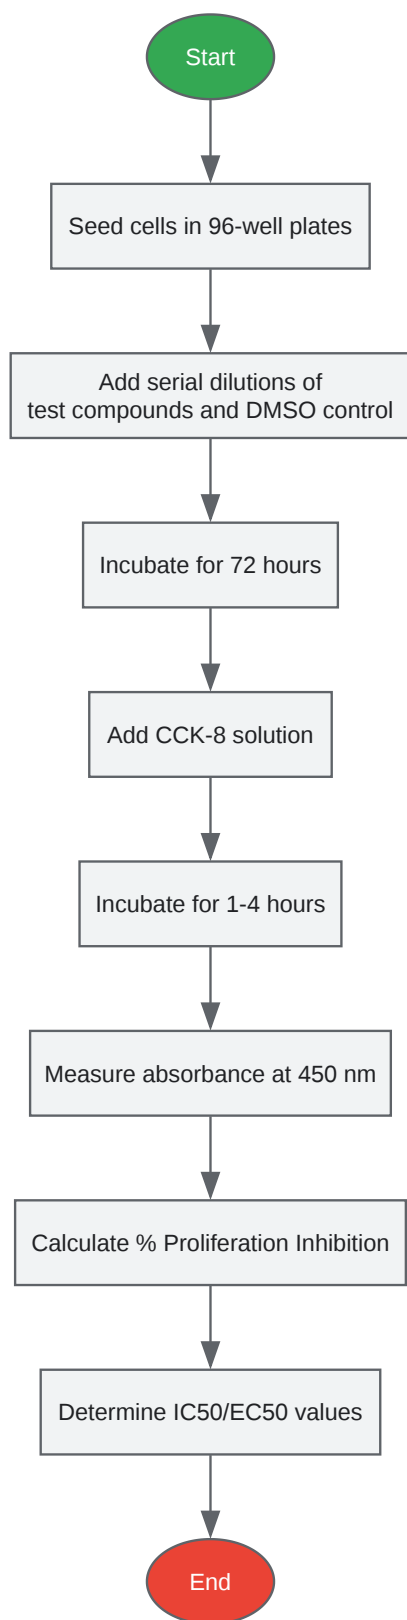 Start
Seed cells in 96-well plates
Add serial dilutions of
test compounds and DMSO control
Incubate for 72 hours
Add CCK-8 solution
Incubate for 1-4 hours
Measure absorbance at 450 nm
Calculate % Proliferation Inhibition
Determine IC50/EC50 values
End